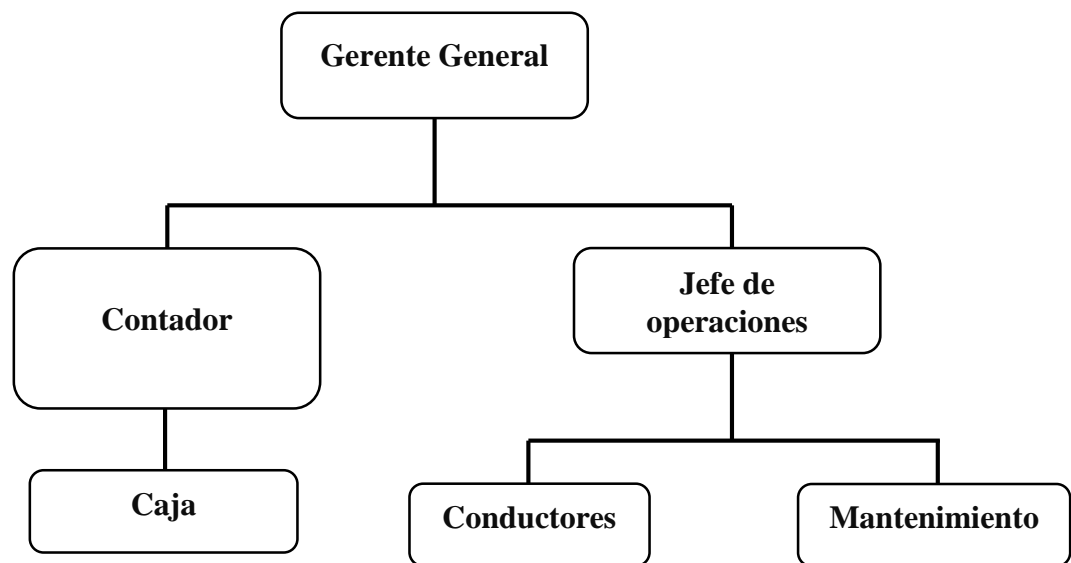 Gerente General
Contador
Jefe de
operaciones
Caja
Conductores
Mantenimiento